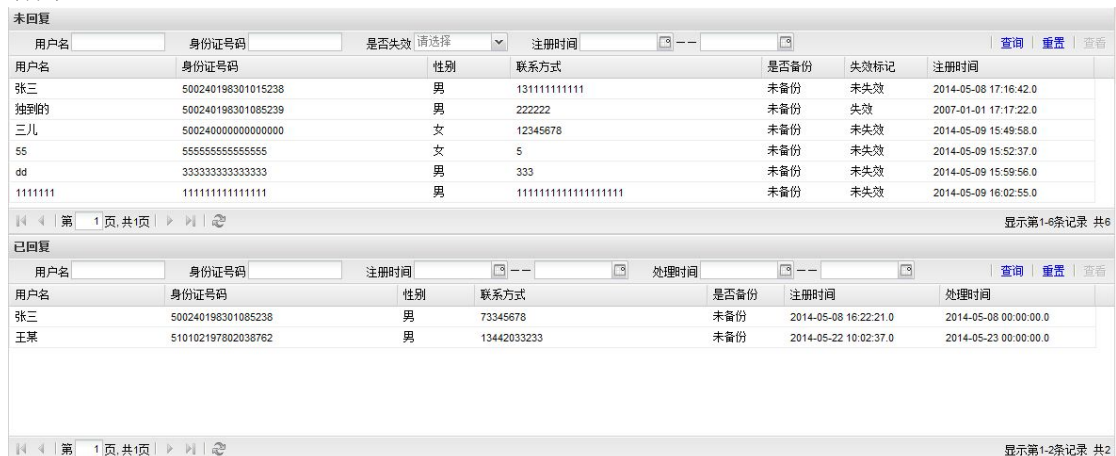 未回复
用户名 身份证号码 是否失效 请选择 注册时间 —— 查询 重置 查看
用户名 身份证号码 性别 联系方式 是否备份 失效标记 注册时间
张三 500240198301015238 男 131111111111 未备份 未失效 2014-05-08 17:16:42.0
独到的 500240198301085239 男 222222 未备份 失效 2007-01-01 17:17:22.0
三儿 500240000000000000 女 12345678 未备份 未失效 2014-05-09 15:49:58.0
55 555555555555555 女 5 未备份 未失效 2014-05-09 15:52:37.0
dd 333333333333333 男 333 未备份 未失效 2014-05-09 15:59:56.0
1111111 111111111111111 男 1111111111111111111 未备份 未失效 2014-05-09 16:02:55.0
第 1 页,共1页 显示第1-6条记录 共6
已回复
用户名 身份证号码 注册时间 —— 处理时间 —— 查询 重置 查看
用户名 身份证号码 性别 联系方式 是否备份 注册时间 处理时间
张三 500240198301085238 男 73345678 未备份 2014-05-08 16:22:21.0 2014-05-08 00:00:00.0
王某 510102197802038762 男 13442033233 未备份 2014-05-22 10:02:37.0 2014-05-23 00:00:00.0
第 1 页,共1页 显示第1-2条记录 共2